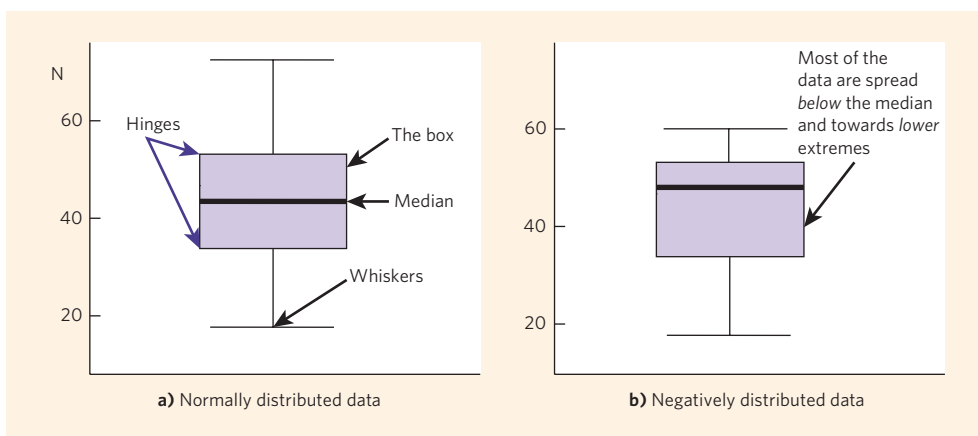 N
60
40
20
Hinges
The box
Median
Whiskers
a) Normally distributed data
60
40
20
Most of the
data are spread
below the median
and towards lower
extremes
b) Negatively distributed data